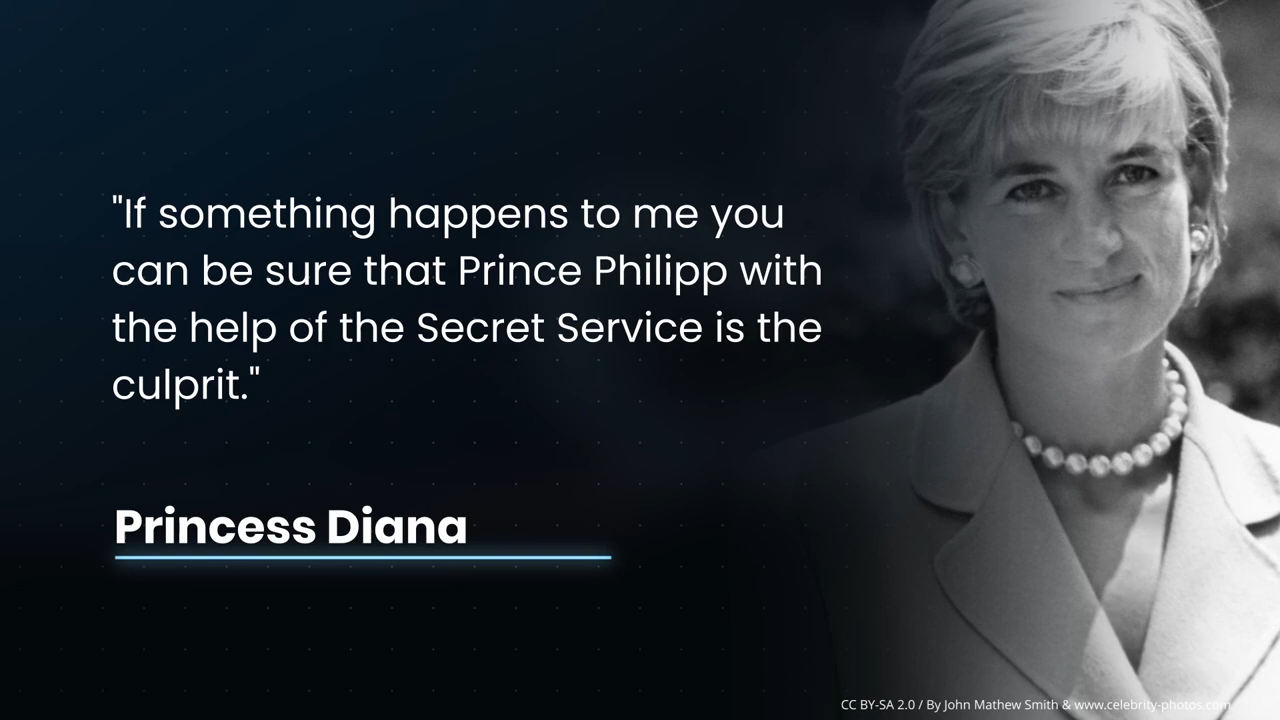 "If something happens to me you
can be sure that Prince Philipp with
the help of the Secret Service is the
culprit."
Princess Diana
CC BY-SA 2.0 / By John Mathew Smith & www.celebrity-photos.com